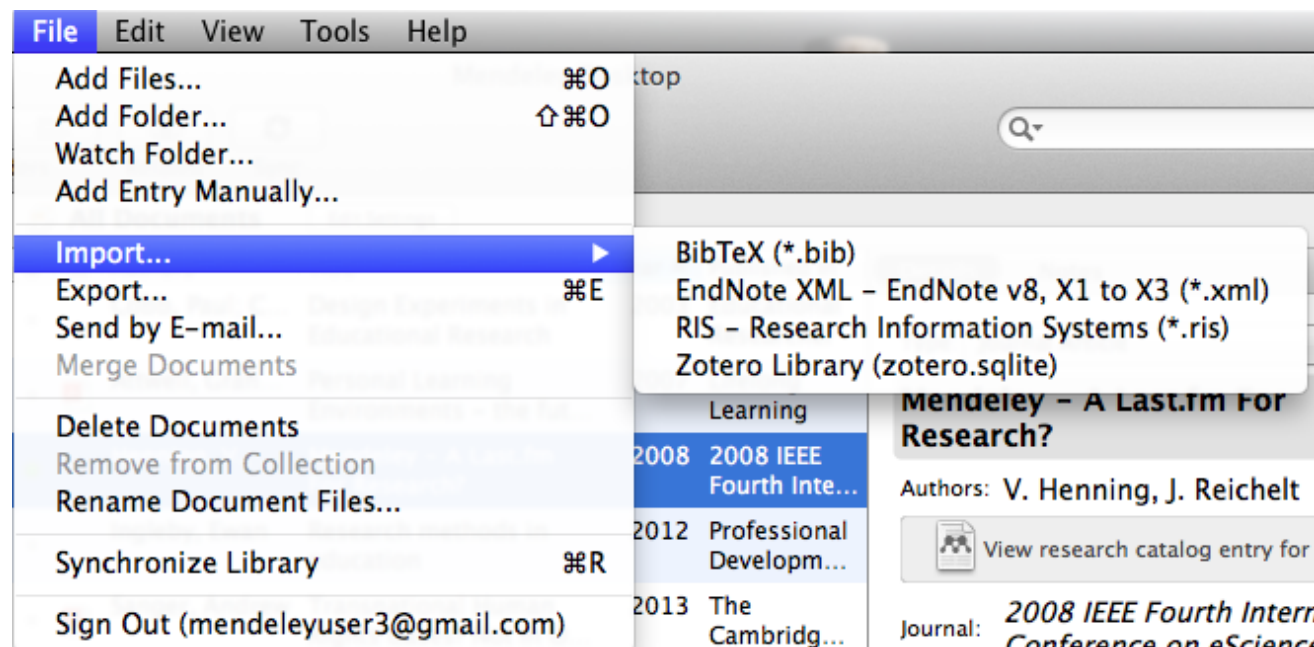 File Edit View Tools Help
Add Files... ⌘O
Add Folder... ⇧⌘O
Watch Folder...
Add Entry Manually...
Import...
Export... ⌘E
Send by E-mail...
Merge Documents
Delete Documents
Remove from Collection
Rename Document Files...
Synchronize Library ⌘R
Sign Out (mendeleyuser3@gmail.com)
BibTeX (*.bib)
EndNote XML – EndNote v8, X1 to X3 (*.xml)
RIS – Research Information Systems (*.ris)
Zotero Library (zotero.sqlite)
ktop
Learning
2008 2008 IEEE
Fourth Inte...
2012 Professional
Developm...
2013 The
Cambridg...
Mendeley – A Last.fm For
Research?
Authors: V. Henning, J. Reichelt
View research catalog entry for
Journal: 2008 IEEE Fourth Intern
Conference on eScience